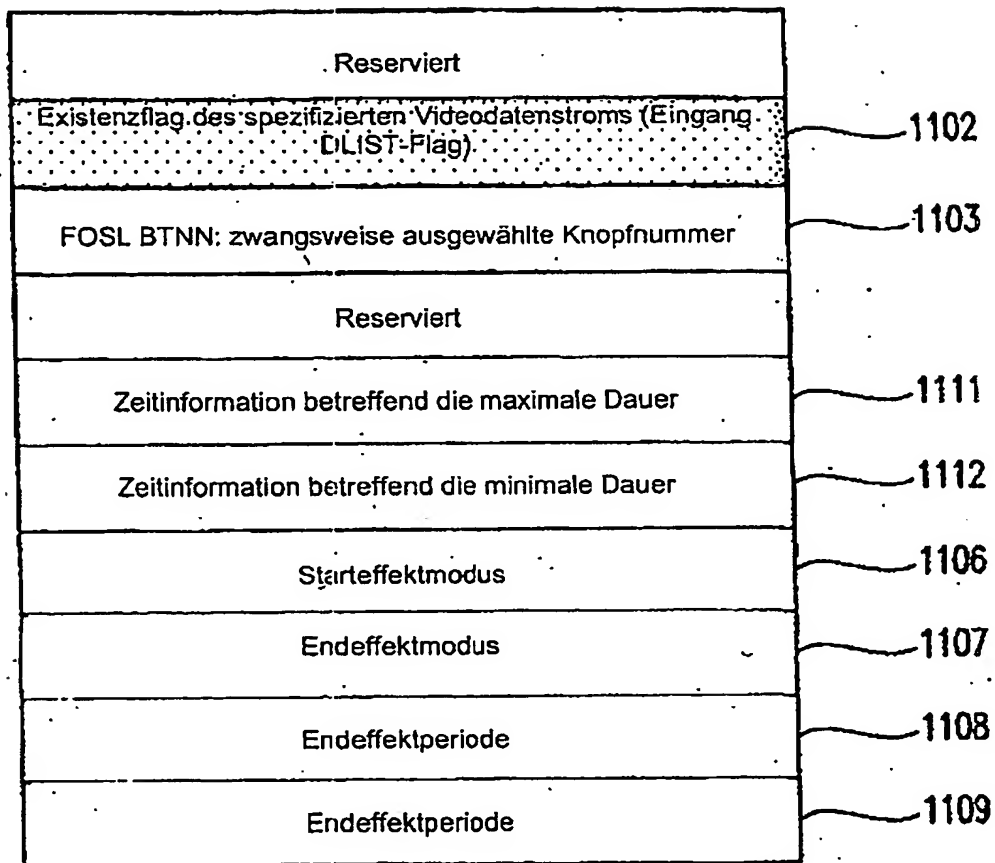 Reserviert
Existenzflag des spezifizierten Videodatenstroms (Eingang
DLIST-Flag)
1102
FOSL BTNN: zwangsweise ausgewählte Knopfnummer
1103
Reserviert
Zeitinformation betreffend die maximale Dauer
1111
Zeitinformation betreffend die minimale Dauer
1112
Starteffektmodus
1106
Endeffektmodus
1107
Endeffektperiode
1108
Endeffektperiode
1109